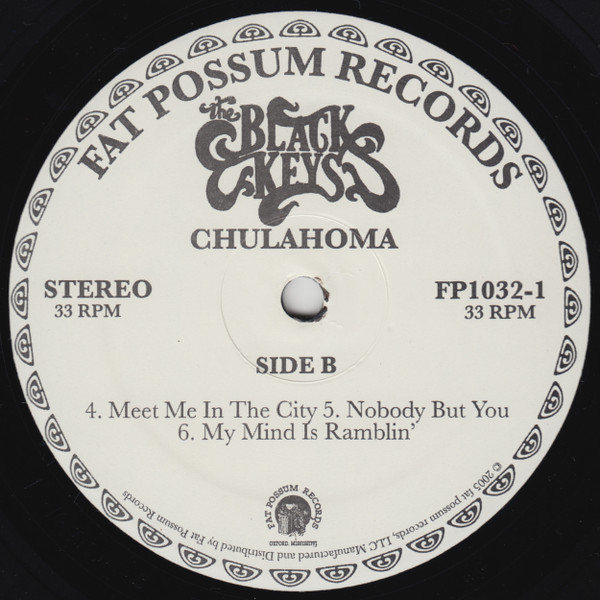 FAT POSSUM RECORDS
the
BLACK
KEYS
CHULAHOMA
STEREO
33 RPM
FP1032-1
33 RPM
SIDE B
4. Meet Me In The City 5. Nobody But You
6. My Mind Is Ramblin'
FAT POSSUM RECORDS
OXFORD, MISSISSIPPI
©2005 fat possum records, LLC Manufactured and Distributed by Fat Possum Records